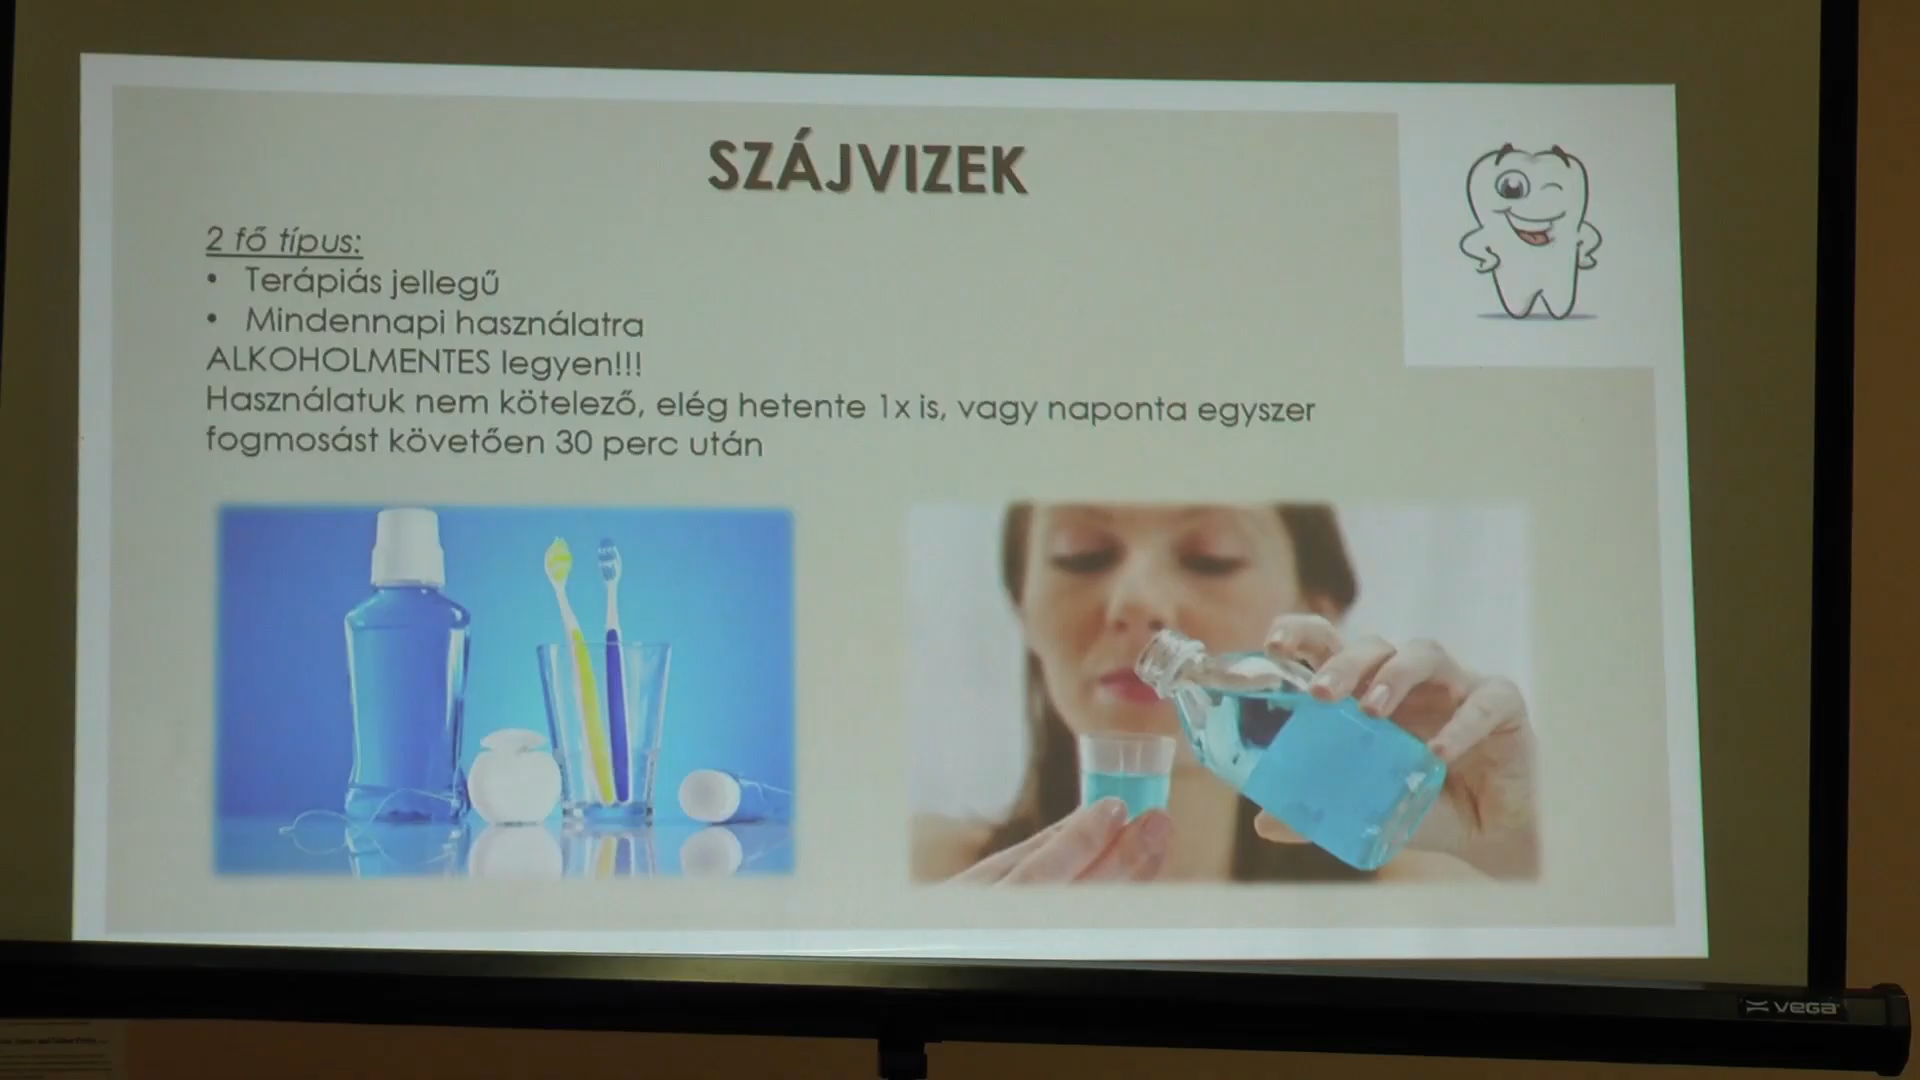 SZÁJVIZEK
2 fő típus:
• Terápiás jellegű
• Mindennapi használatra
ALKOHOLMENTES legyen!!!
Használatuk nem kötelező, elég hetente 1x is, vagy naponta egyszer
fogmosást követően 30 perc után
VEGA